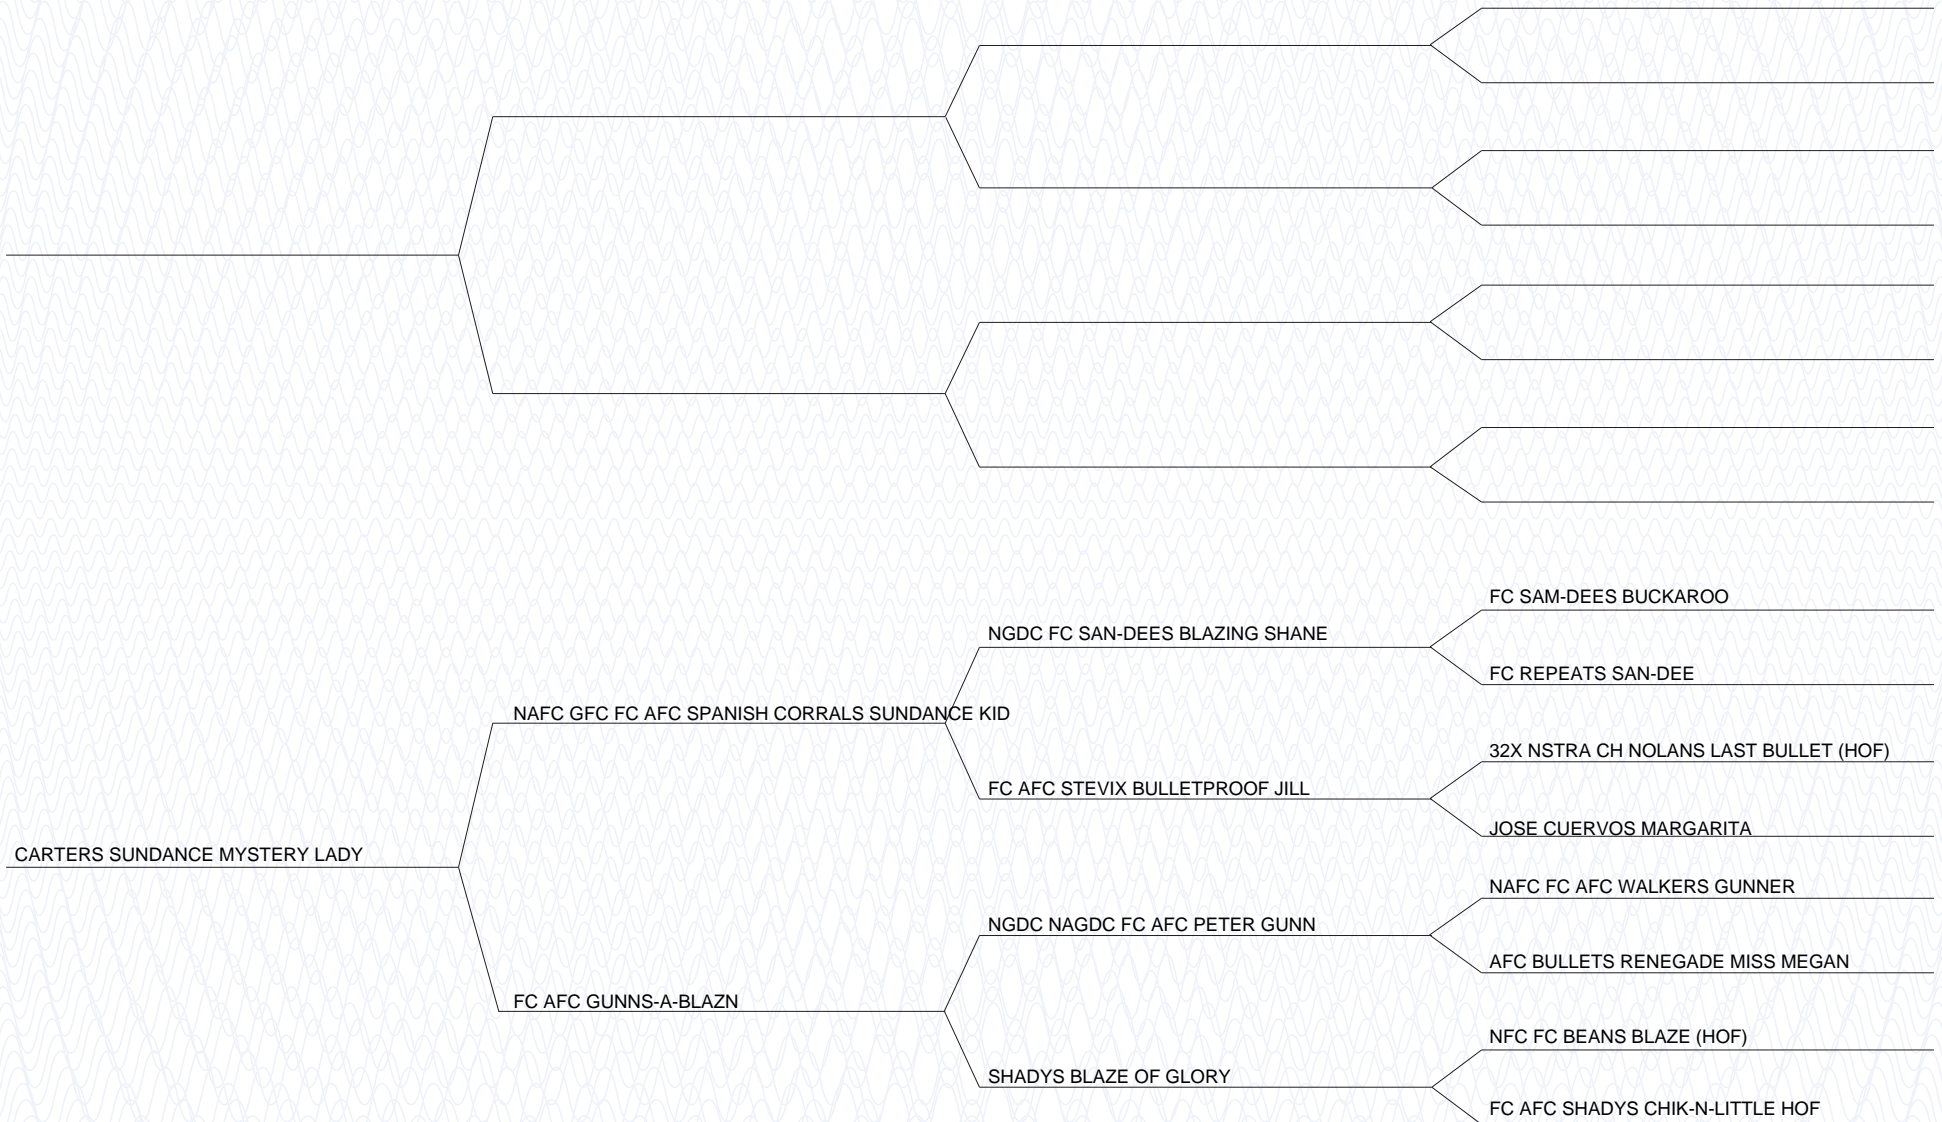 FC SAM-DEES BUCKAROO
NGDC FC SAN-DEES BLAZING SHANE
FC REPEATS SAN-DEE
NAFC GFC FC AFC SPANISH CORRALS SUNDANCE KID
32X NSTRA CH NOLANS LAST BULLET (HOF)
FC AFC STEVIX BULLETPROOF JILL
JOSE CUERVOS MARGARITA
CARTERS SUNDANCE MYSTERY LADY
NAFC FC AFC WALKERS GUNNER
NGDC NAGDC FC AFC PETER GUNN
AFC BULLETS RENEGADE MISS MEGAN
FC AFC GUNNS-A-BLAZN
NFC FC BEANS BLAZE (HOF)
SHADYS BLAZE OF GLORY
FC AFC SHADYS CHIK-N-LITTLE HOF